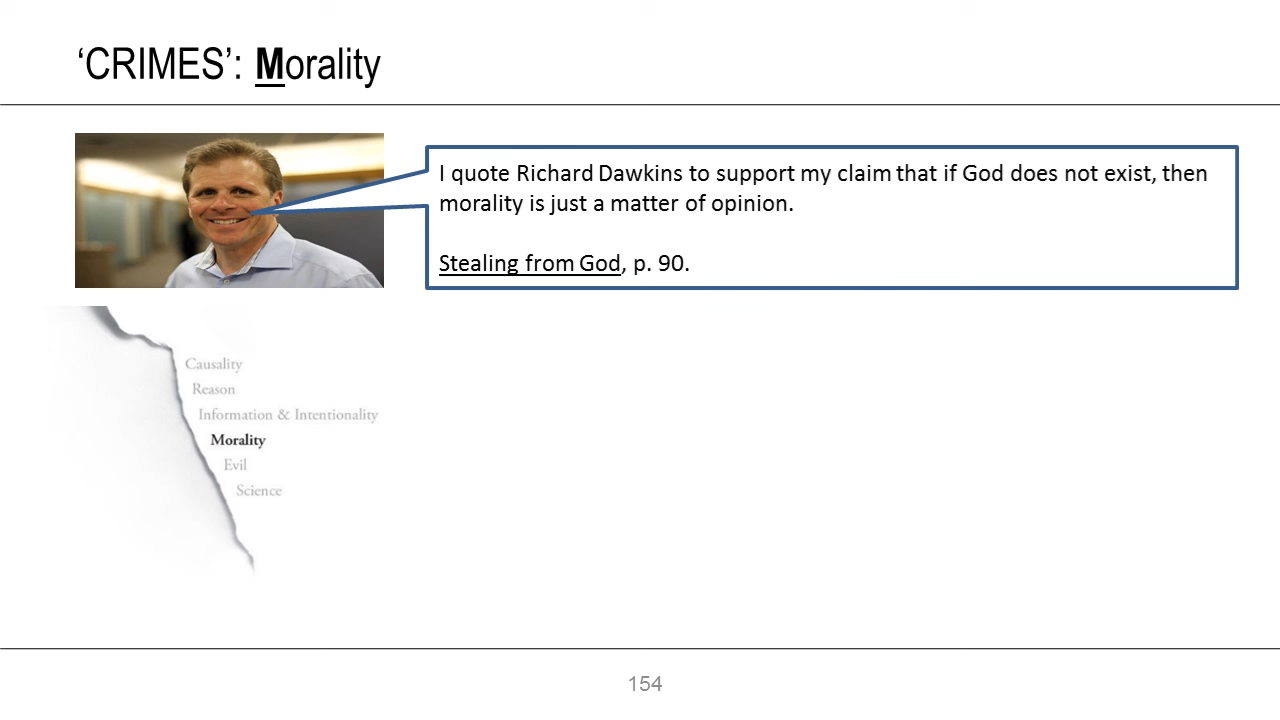 ‘CRIMES’: Morality
I quote Richard Dawkins to support my claim that if God does not exist, then
morality is just a matter of opinion.
Stealing from God, p. 90.
Causality
Reason
Information & Intentionality
Morality
Evil
Science
154